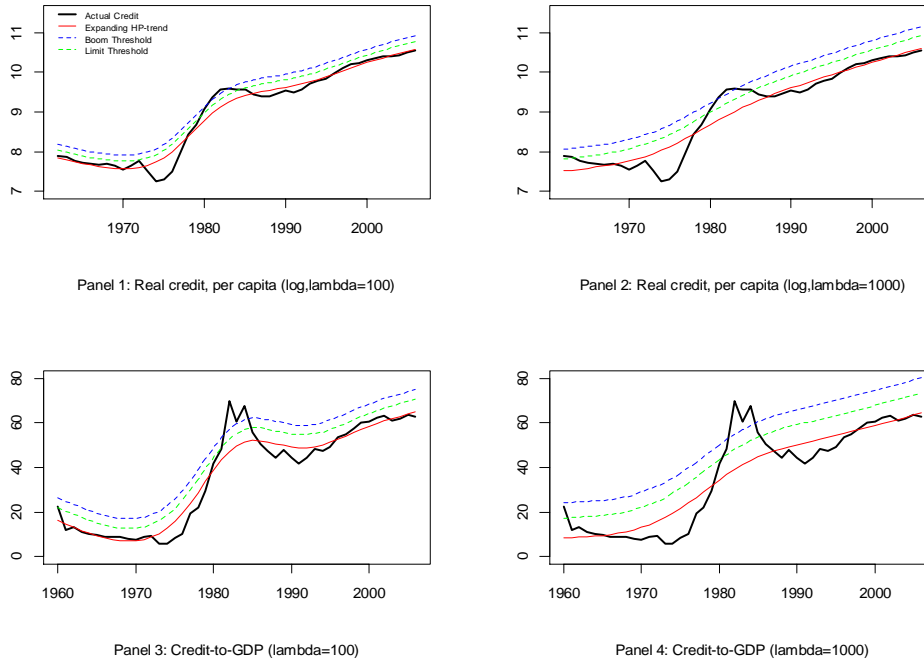 Actual Credit
Expanding HP-trend
Boom Threshold
Limit Threshold
11
10
9
8
7
1970 1980 1990 2000
Panel 1: Real credit, per capita (log,lambda=100)
11
10
9
8
7
1970 1980 1990 2000
Panel 2: Real credit, per capita (log,lambda=1000)
80
60
40
20
0
1960 1970 1980 1990 2000
Panel 3: Credit-to-GDP (lambda=100)
80
60
40
20
0
1960 1970 1980 1990 2000
Panel 4: Credit-to-GDP (lambda=1000)